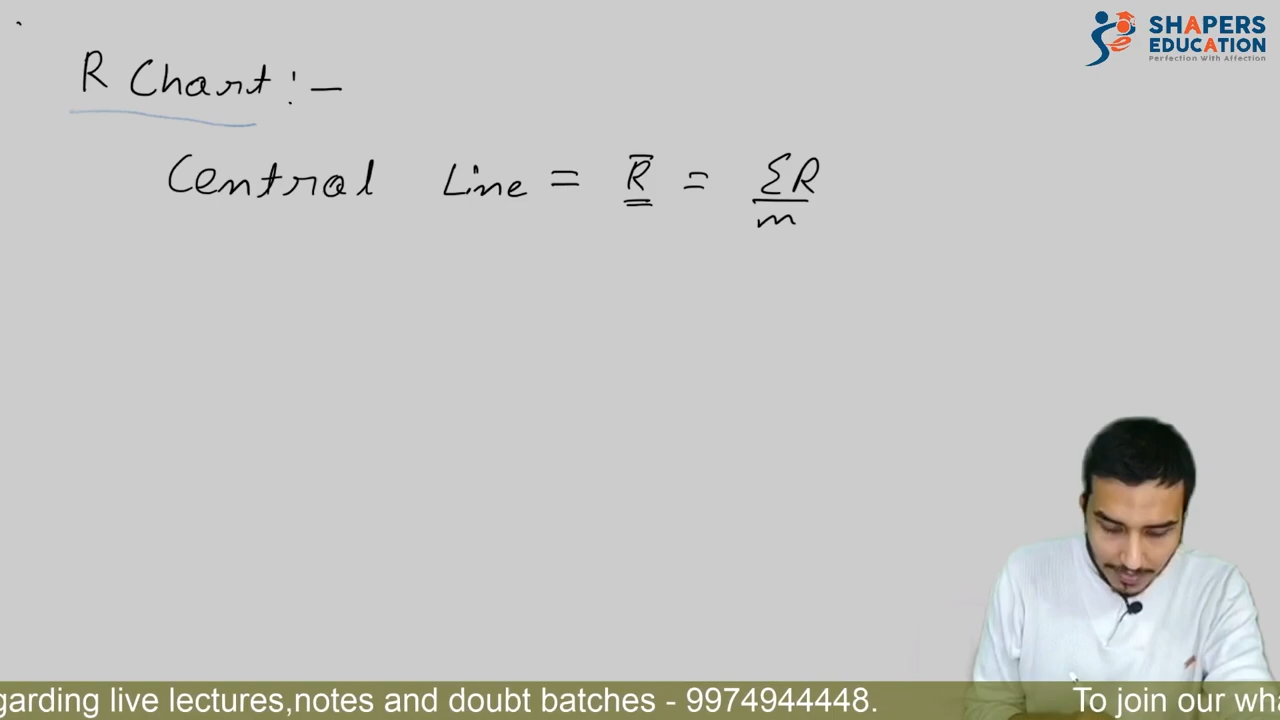 SHAPERS
EDUCATION
Perfection With Affection
R Chart :-
Central Line = R̄ = ΣR/m
garding live lectures,notes and doubt batches - 9974944448. To join our wha